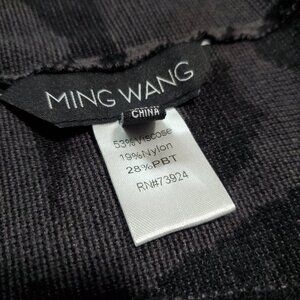 MING WANG
CHINA
53% Viscose
19% Nylon
28% PBT
RN#73924